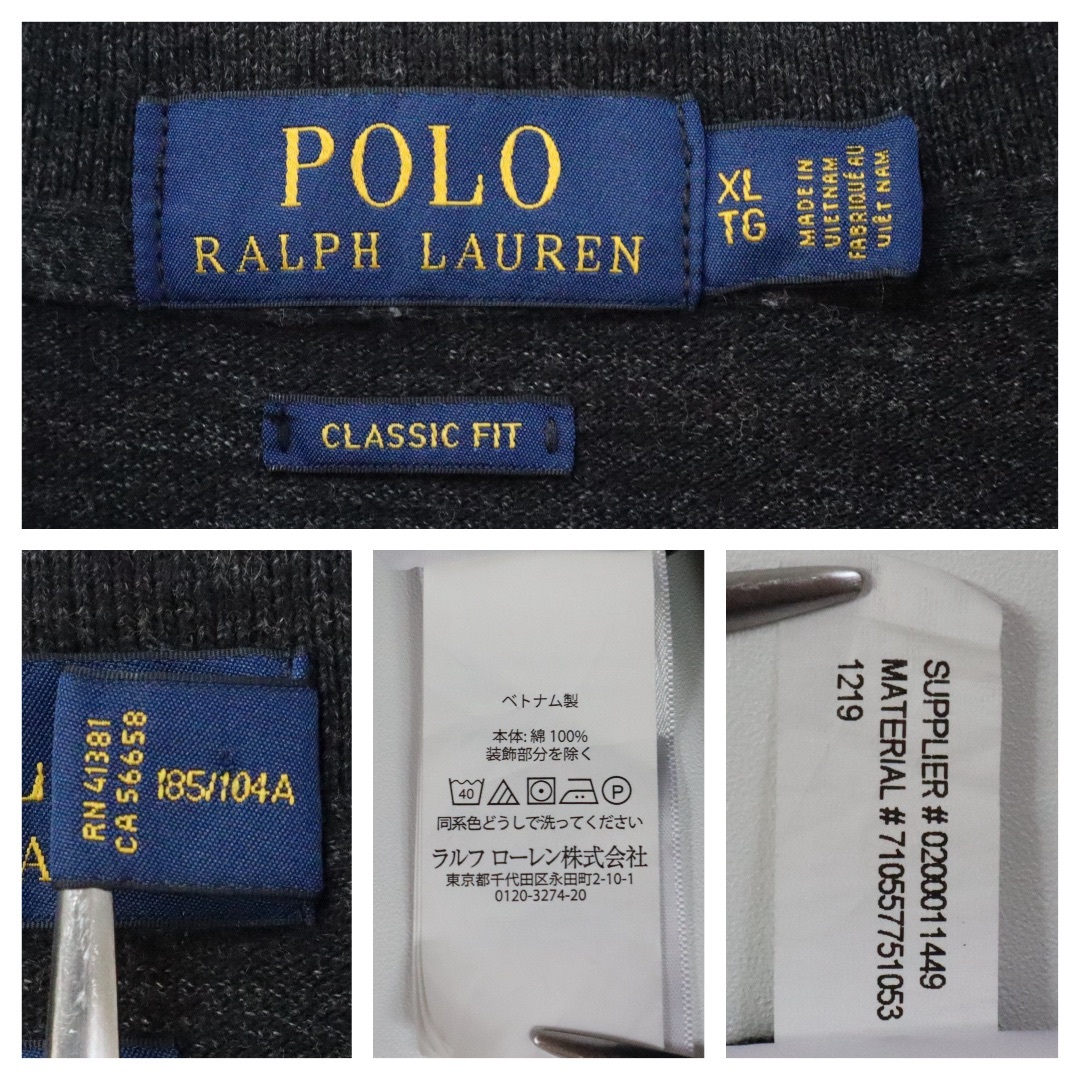 POLO
RALPH LAUREN
XL
TG
MADE IN
VIETNAM
FABRIQUÉ AU
VIÊT NAM
CLASSIC FIT
RN 41381
CA 56658
185/104A
ベトナム製
本体: 綿 100%
装飾部分を除く
40
P
同系色どうしで洗ってください
ラルフ ローレン株式会社
東京都千代田区永田町2-10-1
0120-3274-20
SUPPLIER # 0200011449
MATERIAL # 710557751053
1219